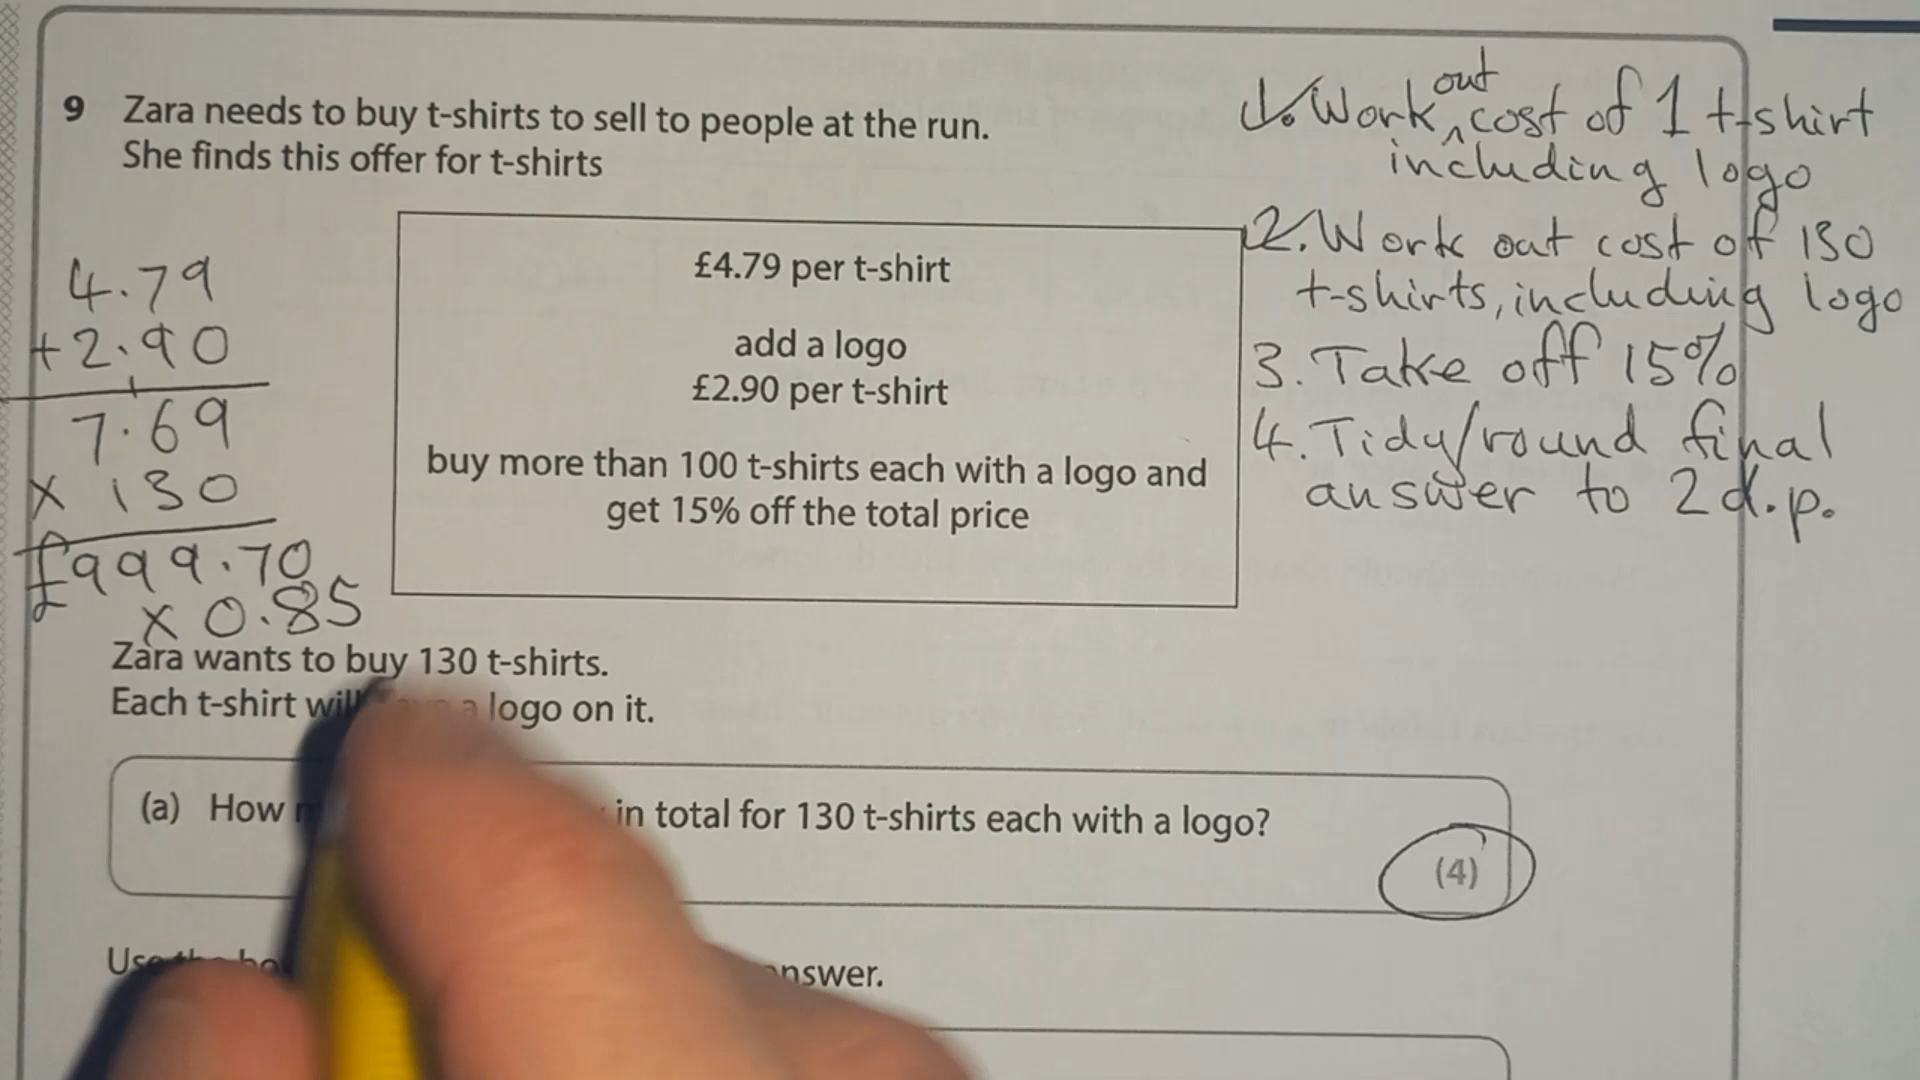 9 Zara needs to buy t-shirts to sell to people at the run.
She finds this offer for t-shirts
£4.79 per t-shirt
add a logo
£2.90 per t-shirt
buy more than 100 t-shirts each with a logo and
get 15% off the total price
4.79
+2.90
1
7.69
x 130
£999.70
x 0.85
1. Work out cost of 1 t-shirt
including logo
2. Work out cost of 130
t-shirts, including logo
3. Take off 15%
4. Tidy/round final
answer to 2d.p.
Zara wants to buy 130 t-shirts.
Each t-shirt will a logo on it.
(a) How in total for 130 t-shirts each with a logo?
(4)
Use